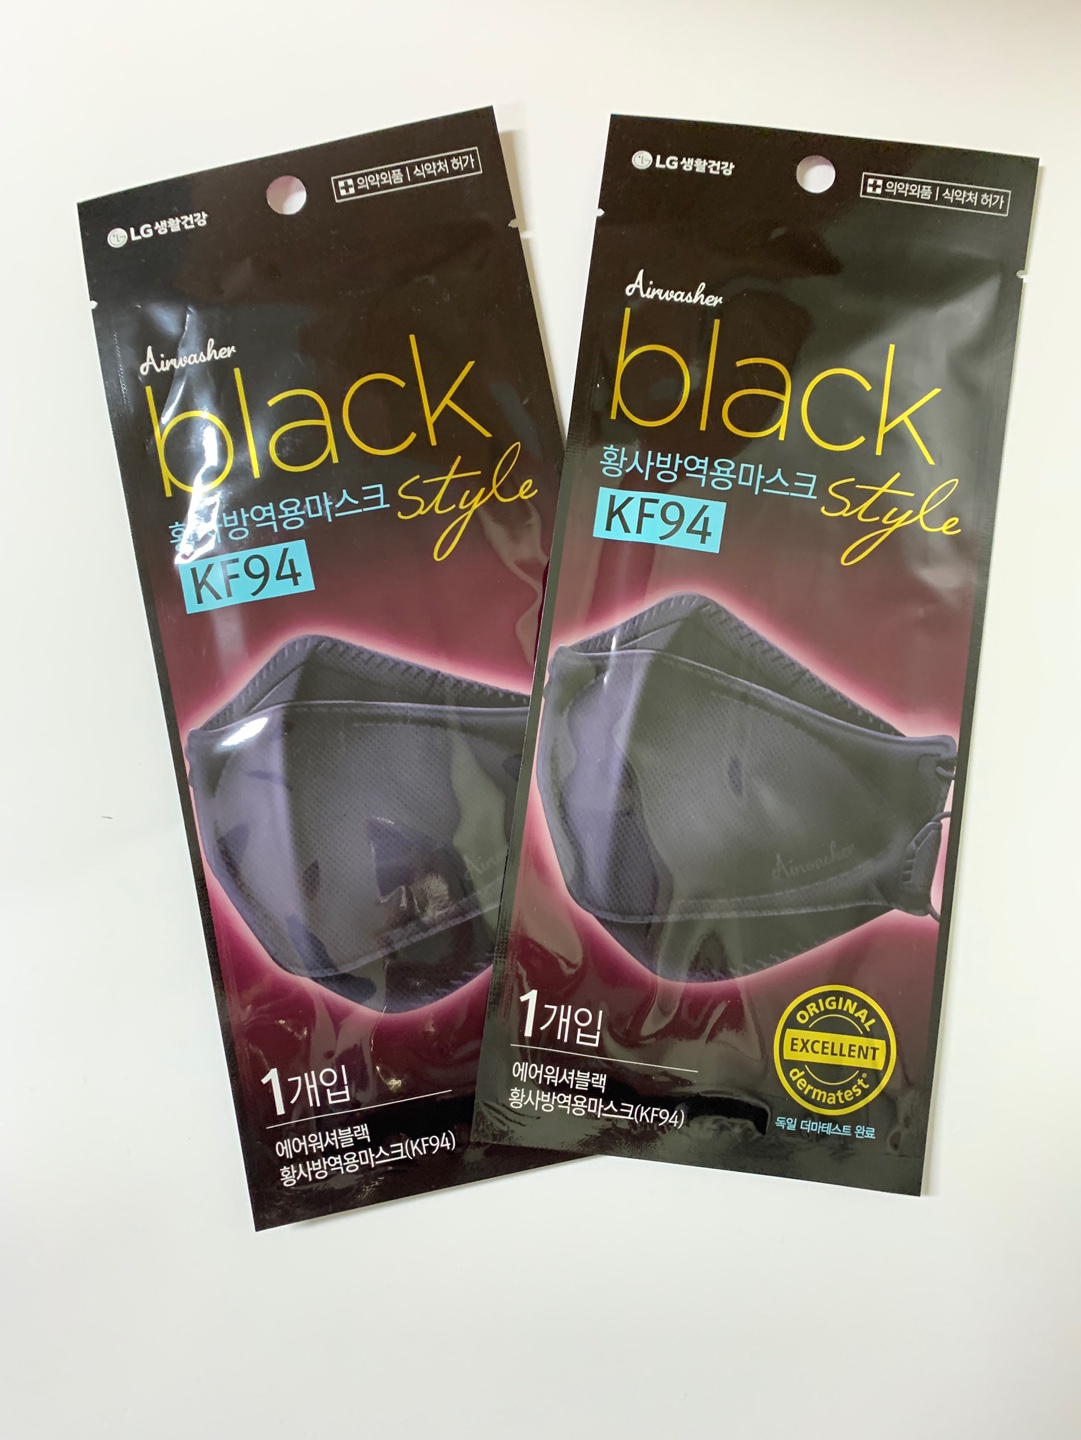 LG생활건강
의약외품 | 식약처 허가
Airwasher
black
황사방역용마스크 Style
KF94
1개입
에어워셔블랙
황사방역용마스크(KF94)
LG생활건강
의약외품 | 식약처 허가
Airwasher
black
황사방역용마스크 Style
KF94
Airwasher
1개입
에어워셔블랙
황사방역용마스크(KF94)
ORIGINAL
EXCELLENT
dermatest®
독일 더마테스트 완료